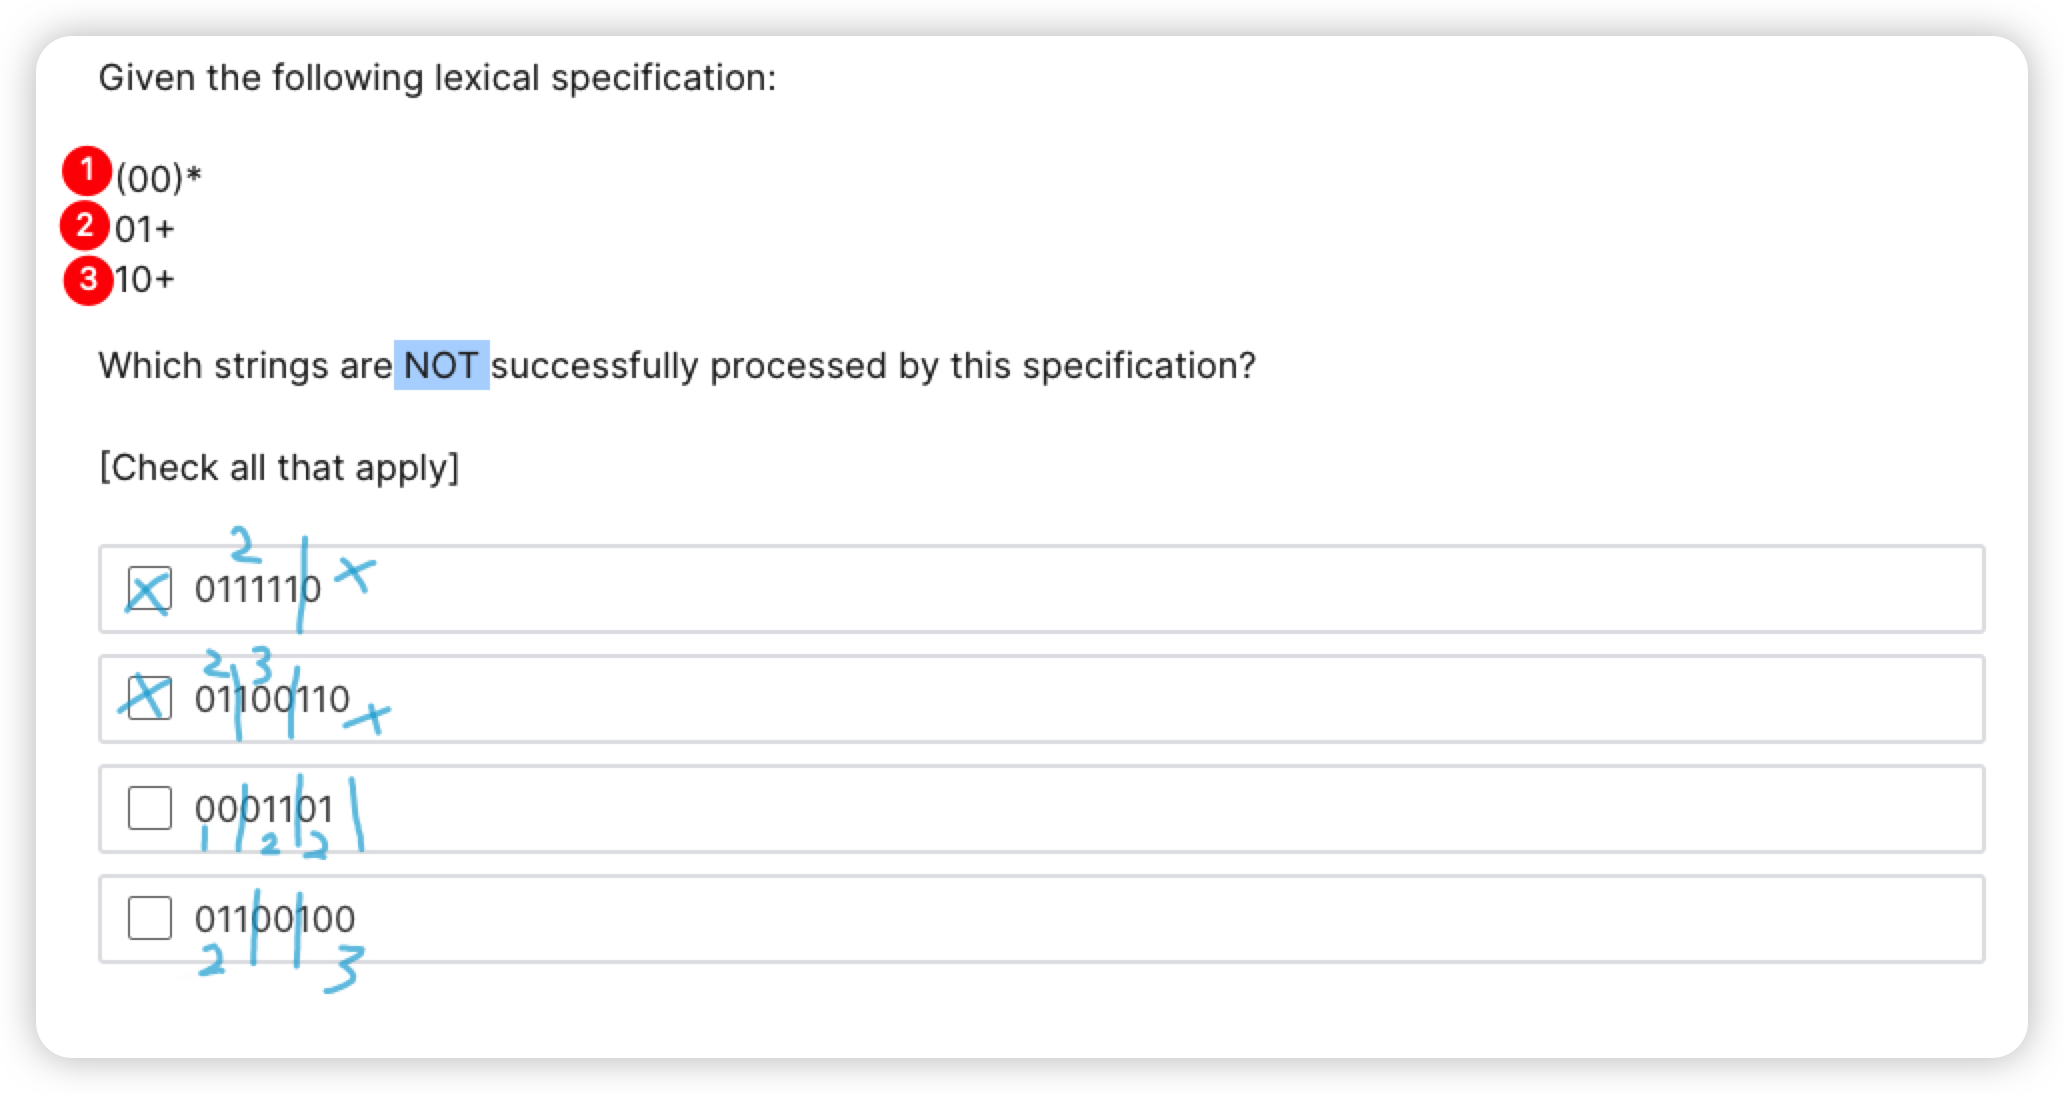 Given the following lexical specification:
1 (00)*
2 01+
3 10+
Which strings are NOT successfully processed by this specification?
[Check all that apply]
2 x
x 0111110
2 3
x 01100110 x
0001101
1 2 2
01100100
2 3